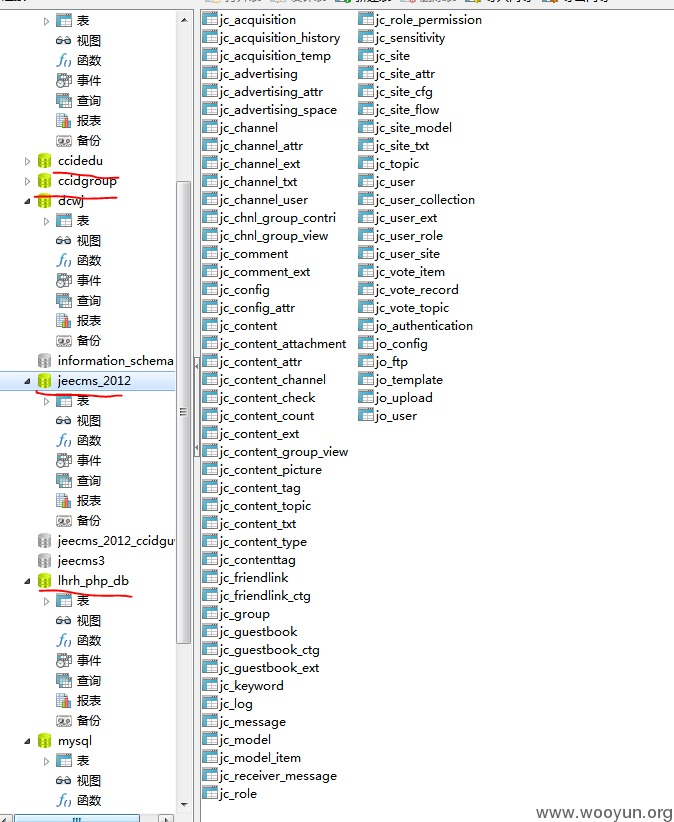 表
视图
函数
事件
查询
报表
备份
ccidedu
ccidgroup
dcwj
表
视图
函数
事件
查询
报表
备份
information_schema
jeecms_2012
表
视图
函数
事件
查询
报表
备份
jeecms_2012_ccidgu
jeecms3
lhrh_php_db
表
视图
函数
事件
查询
报表
备份
mysql
表
视图
函数
jc_acquisition
jc_acquisition_history
jc_acquisition_temp
jc_advertising
jc_advertising_attr
jc_advertising_space
jc_channel
jc_channel_attr
jc_channel_ext
jc_channel_txt
jc_channel_user
jc_chnl_group_contri
jc_chnl_group_view
jc_comment
jc_comment_ext
jc_config
jc_config_attr
jc_content
jc_content_attachment
jc_content_attr
jc_content_channel
jc_content_check
jc_content_count
jc_content_ext
jc_content_group_view
jc_content_picture
jc_content_tag
jc_content_topic
jc_content_txt
jc_content_type
jc_contenttag
jc_friendlink
jc_friendlink_ctg
jc_group
jc_guestbook
jc_guestbook_ctg
jc_guestbook_ext
jc_keyword
jc_log
jc_message
jc_model
jc_model_item
jc_receiver_message
jc_role
jc_role_permission
jc_sensitivity
jc_site
jc_site_attr
jc_site_cfg
jc_site_flow
jc_site_model
jc_site_txt
jc_topic
jc_user
jc_user_collection
jc_user_ext
jc_user_role
jc_user_site
jc_vote_item
jc_vote_record
jc_vote_topic
jo_authentication
jo_config
jo_ftp
jo_template
jo_upload
jo_user
www.wooyun.org